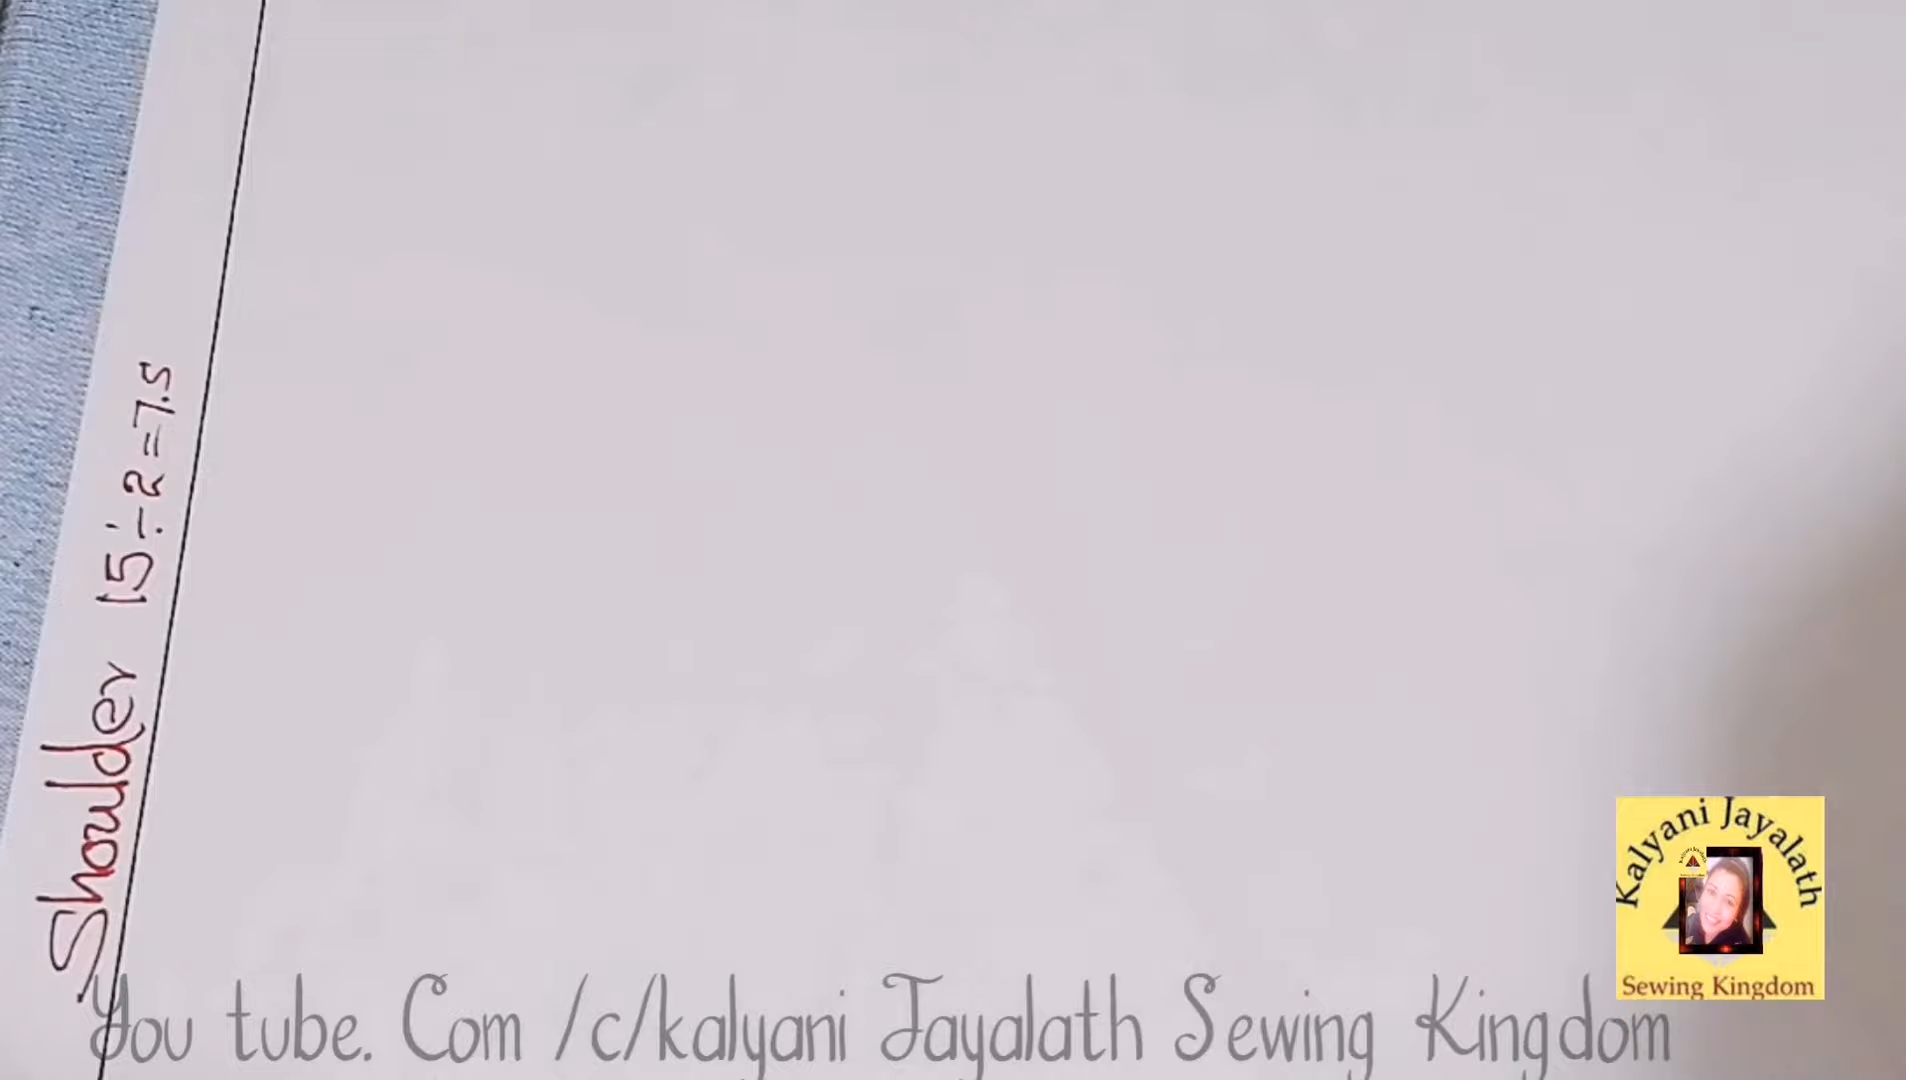 Shoulder 15÷2=7.5
Kalyani Jayalath
Sewing Kingdom
You tube. Com /c/kalyani Jayalath Sewing Kingdom